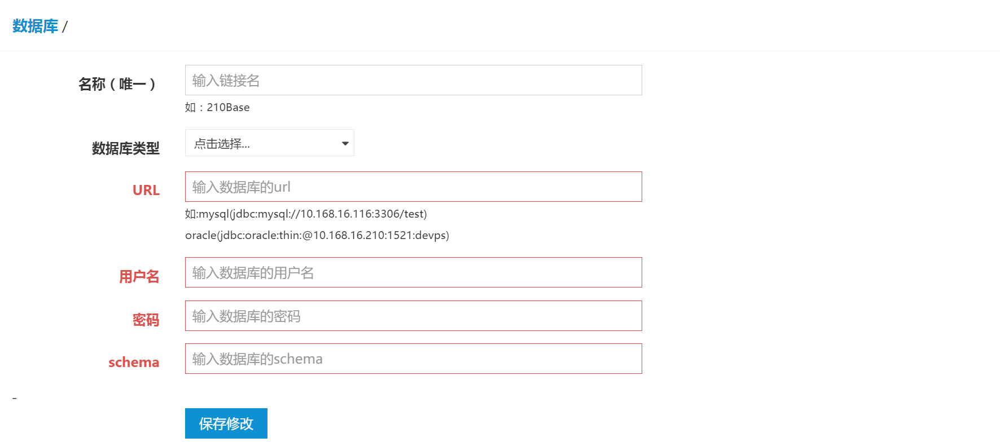 数据库 /
名称（唯一）
输入链接名
如：210Base
数据库类型
点击选择...
URL
输入数据库的url
如:mysql(jdbc:mysql://10.168.16.116:3306/test)
oracle(jdbc:oracle:thin:@10.168.16.210:1521:devps)
用户名
输入数据库的用户名
密码
输入数据库的密码
schema
输入数据库的schema
-
保存修改